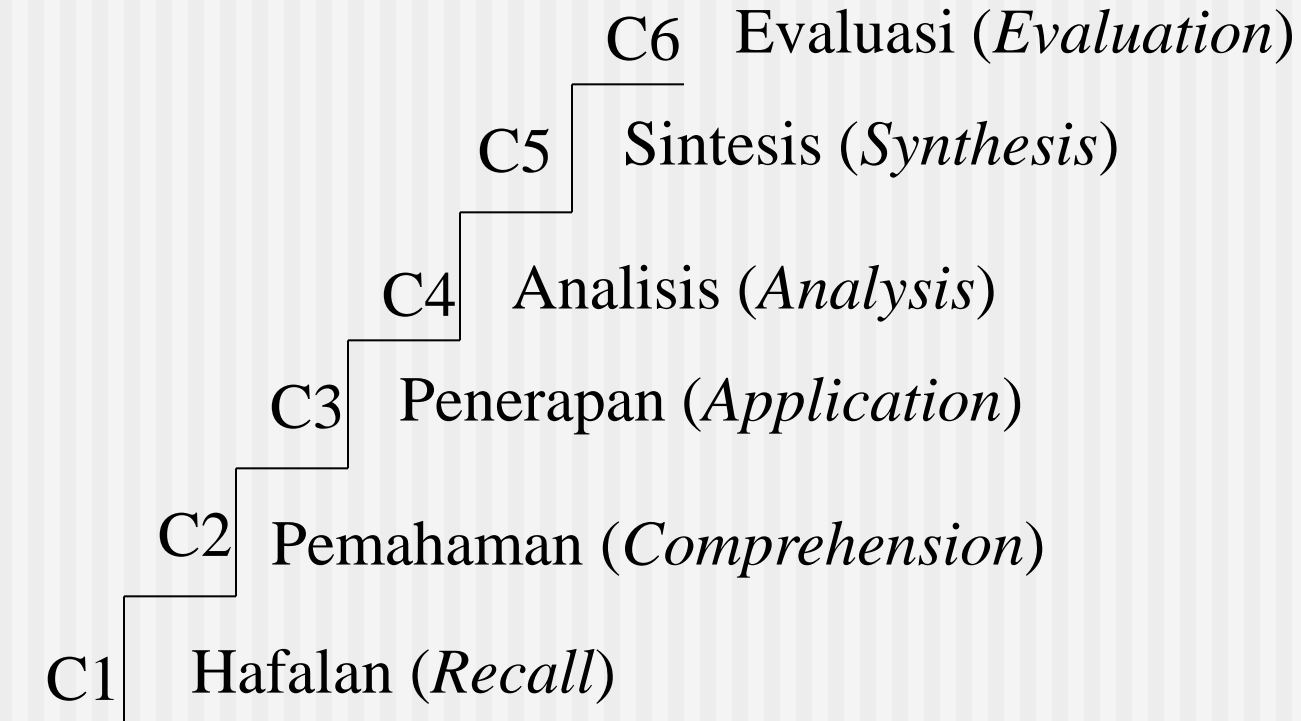 C6 Evaluasi (Evaluation)
C5 Sintesis (Synthesis)
C4 Analisis (Analysis)
C3 Penerapan (Application)
C2 Pemahaman (Comprehension)
C1 Hafalan (Recall)